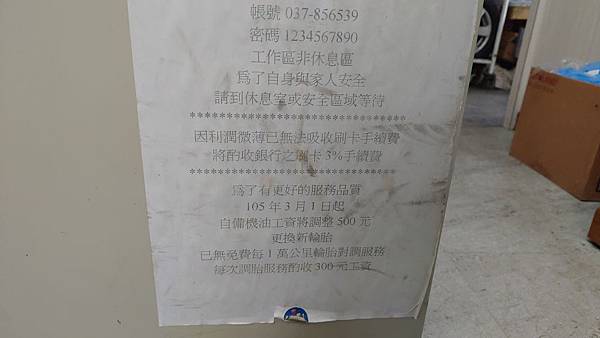 帳號 037-856539
密碼 1234567890
工作區非休息區
為了自身與家人安全
請到休息室或安全區域等待
******************************
因利潤微薄已無法吸收刷卡手續費
將酌收銀行之刷卡 3%手續費
******************************
為了有更好的服務品質
105 年 3 月 1 日起
自備機油工資將調整 500 元
更換新輪胎
已無免費每 1 萬公里輪胎對調服務
每次調胎服務酌收 300 元工資